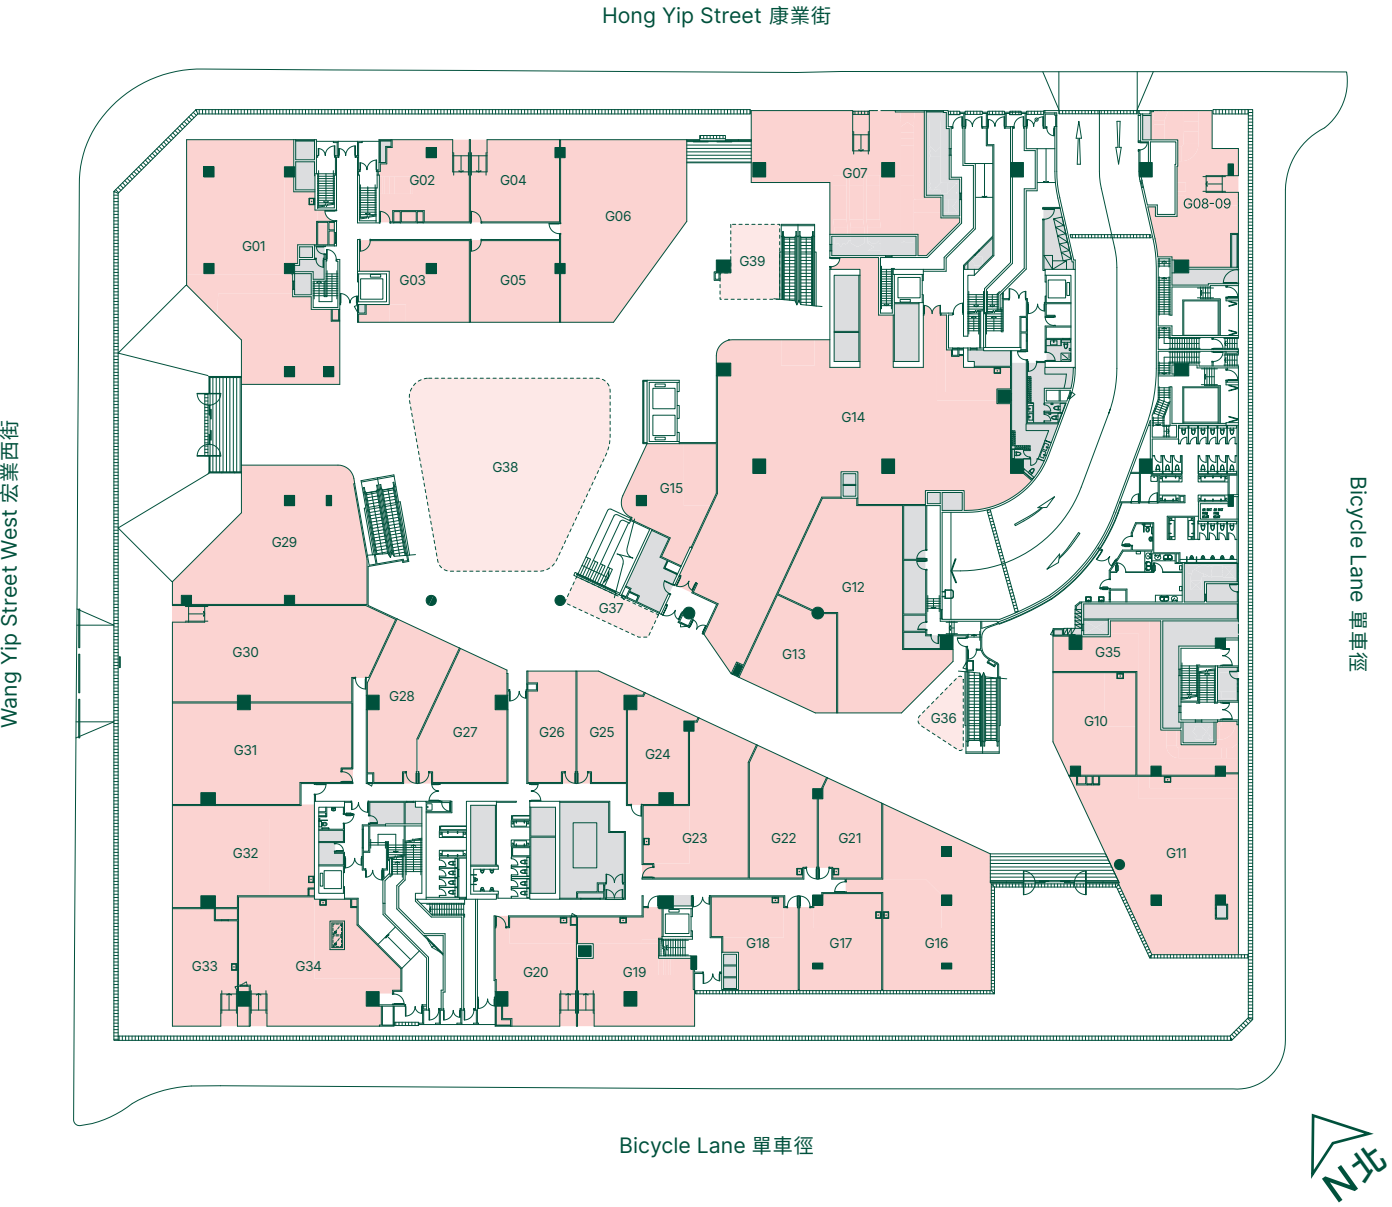 Hong Yip Street 康業街
G02
G04
G07
G06
G08-09
G01
G39
G03
G05
G14
Wang Yip Street West 宏業西街
G38
G15
Bicycle Lane 單車徑
G29
G12
G37
G30
G13
G35
G28
G36
G10
G27
G26
G25
G31
G24
G23
G22
G21
G32
G11
G18
G17
G16
G33
G34
G20
G19
Bicycle Lane 單車徑
N北